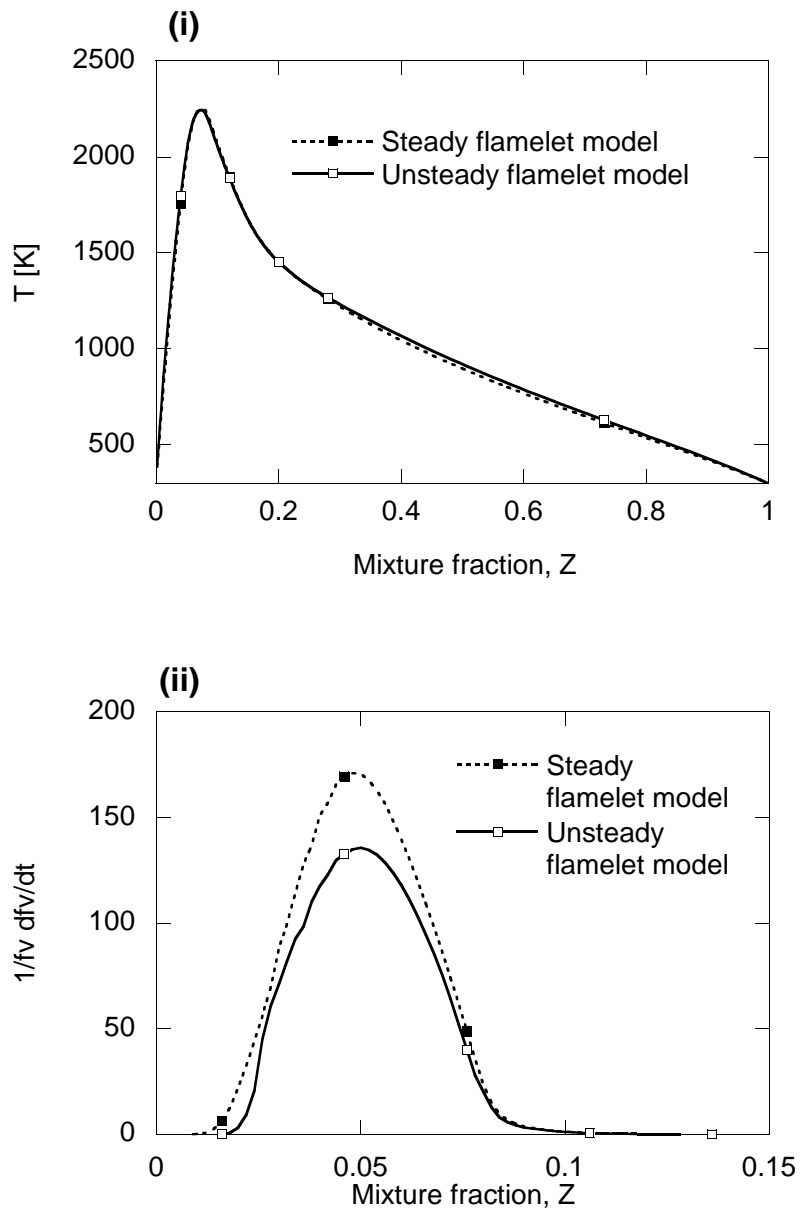 (i)
2500
2000
1500
1000
500
T [K]
Steady flamelet model
Unsteady flamelet model
0
0.2
0.4
0.6
0.8
1
Mixture fraction, Z
(ii)
200
150
100
50
0
1/fv dfv/dt
Steady
flamelet model
Unsteady
flamelet model
0
0.05
0.1
0.15
Mixture fraction, Z